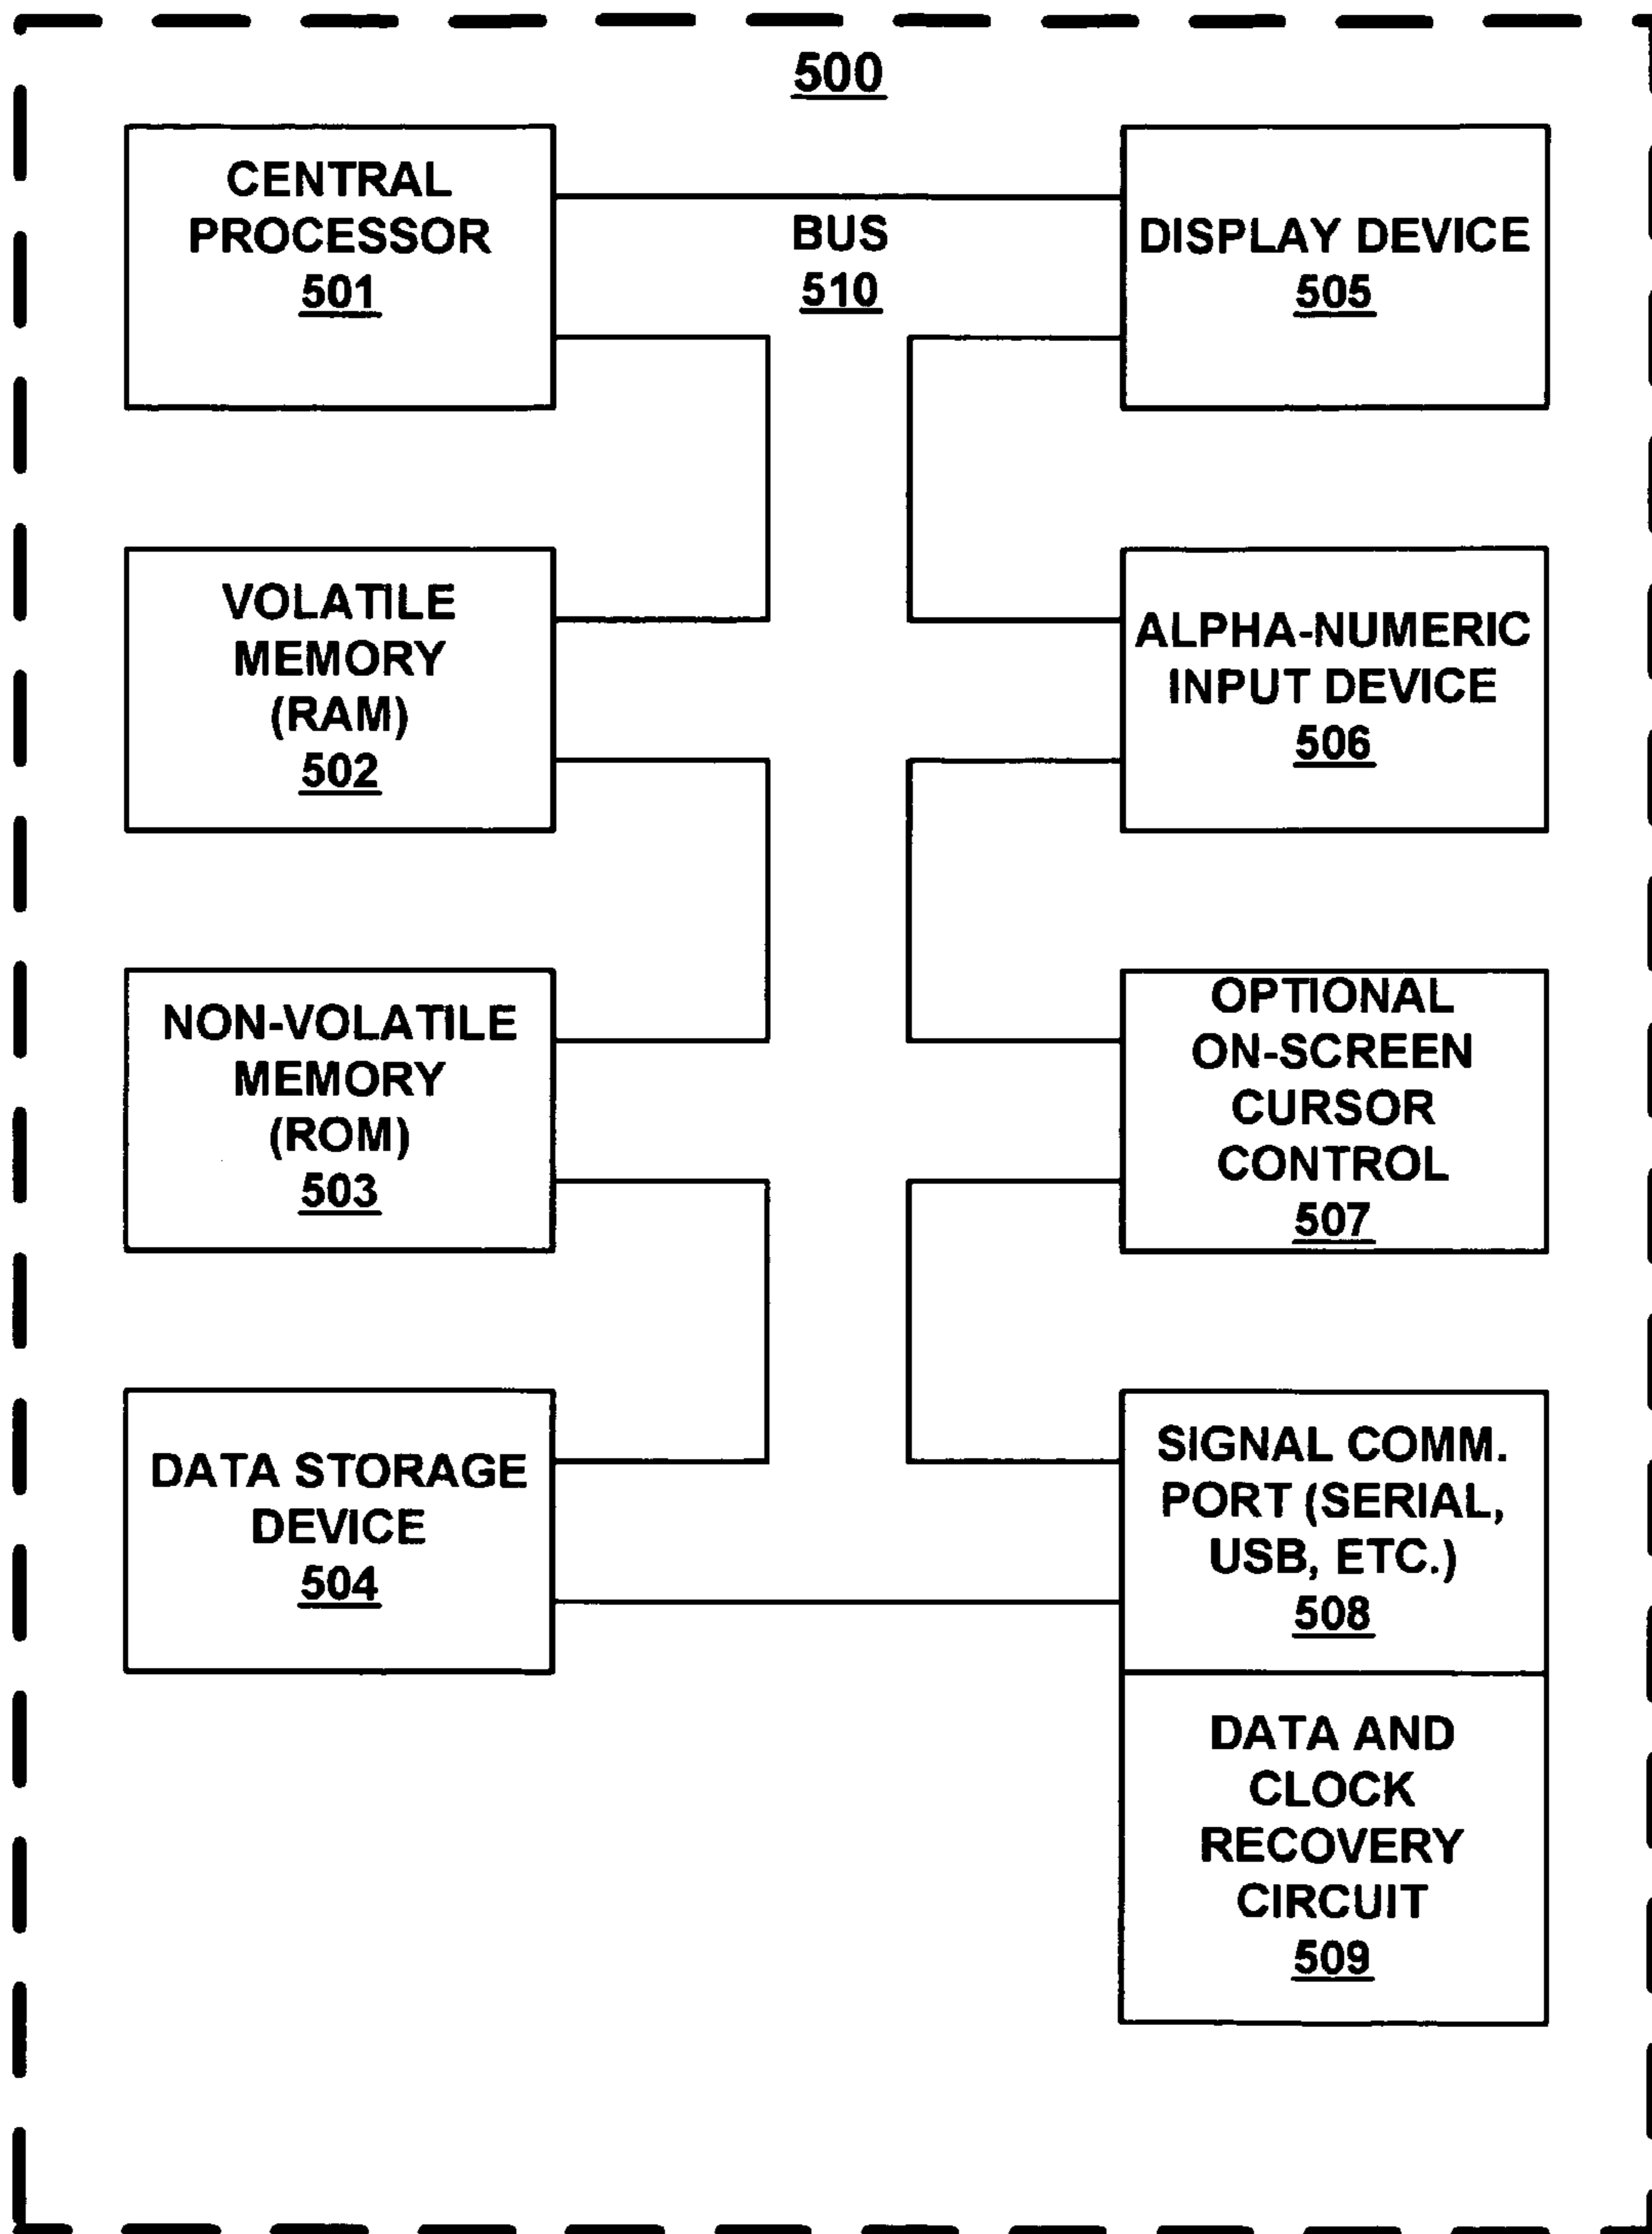 500
CENTRAL
PROCESSOR
501
BUS
510
DISPLAY DEVICE
505
VOLATILE
MEMORY
(RAM)
502
ALPHA-NUMERIC
INPUT DEVICE
506
NON-VOLATILE
MEMORY
(ROM)
503
OPTIONAL
ON-SCREEN
CURSOR
CONTROL
507
DATA STORAGE
DEVICE
504
SIGNAL COMM.
PORT (SERIAL,
USB, ETC.)
508
DATA AND
CLOCK
RECOVERY
CIRCUIT
509